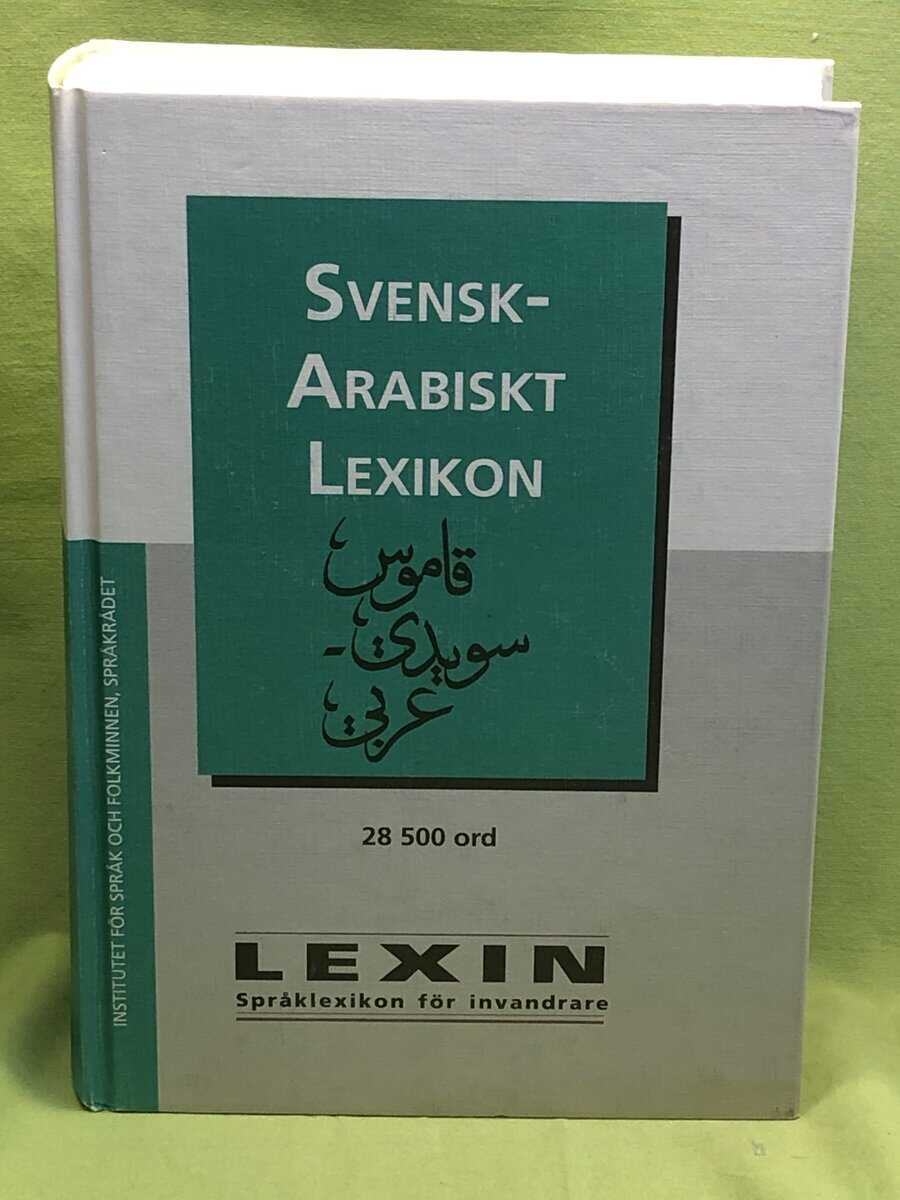 SVENSK-
ARABISKT
LEXIKON
قاموس
سويدي -
عربي
28 500 ord
LEXIN
Språklexikon för invandrare
INSTITUTET FÖR SPRÅK OCH FOLKMINNEN, SPRÅKRÅDET